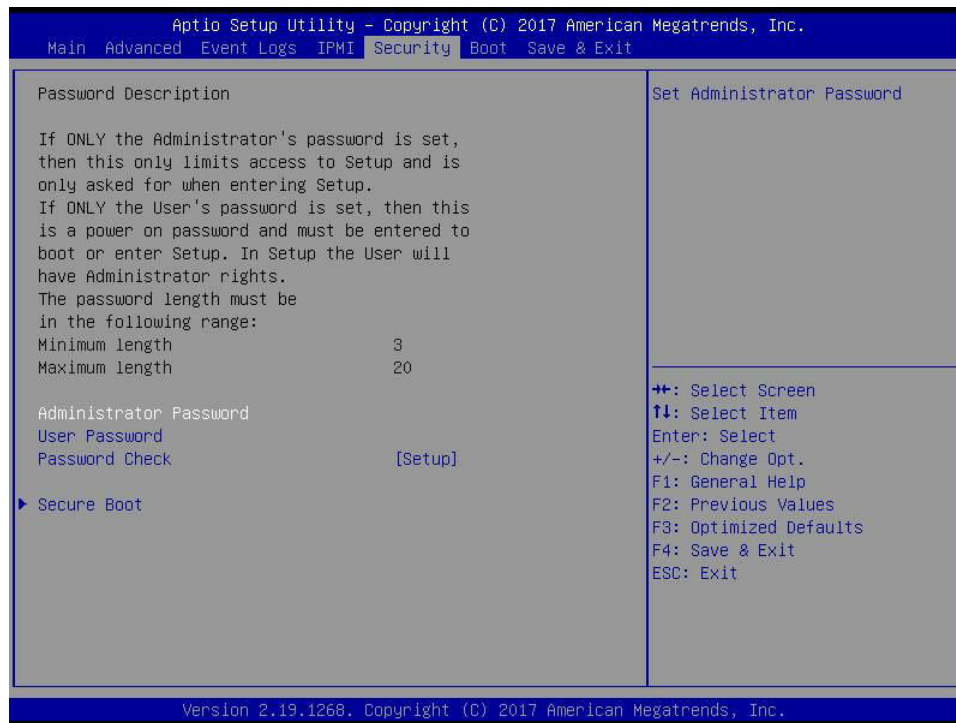 Aptio Setup Utility – Copyright (C) 2017 American Megatrends, Inc.
Main Advanced Event Logs IPMI Security Boot Save & Exit
Password Description
If ONLY the Administrator's password is set,
then this only limits access to Setup and is
only asked for when entering Setup.
If ONLY the User's password is set, then this
is a power on password and must be entered to
boot or enter Setup. In Setup the User will
have Administrator rights.
The password length must be
in the following range:
Minimum length 3
Maximum length 20
Administrator Password
User Password
Password Check [Setup]
▶ Secure Boot
Set Administrator Password
→←: Select Screen
↑↓: Select Item
Enter: Select
+/-: Change Opt.
F1: General Help
F2: Previous Values
F3: Optimized Defaults
F4: Save & Exit
ESC: Exit
Version 2.19.1268. Copyright (C) 2017 American Megatrends, Inc.